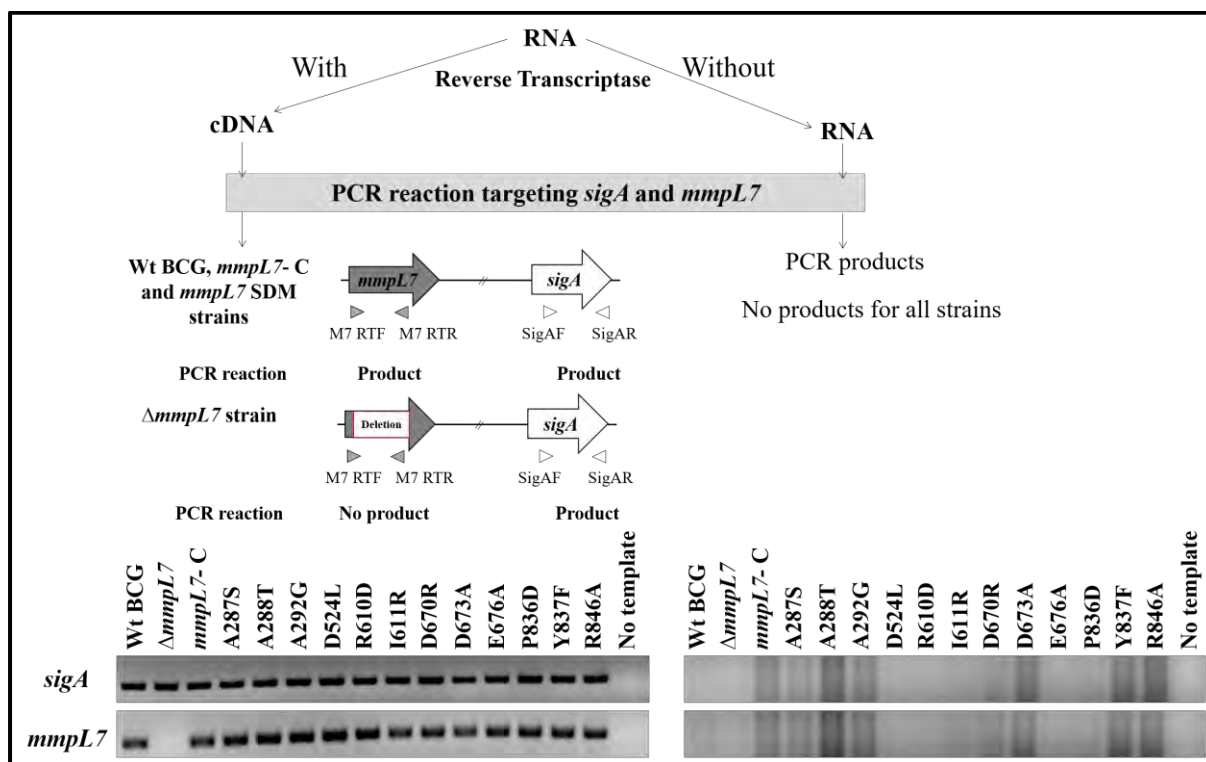 RNA
With
Without
Reverse Transcriptase
cDNA
RNA
PCR reaction targeting sigA and mmpL7
Wt BCG, mmpL7- C
and mmpL7 SDM
strains
mmpL7
sigA
M7 RTF
M7 RTR
SigAF
SigAR
PCR products
No products for all strains
PCR reaction
Product
Product
ΔmmpL7 strain
Deletion
sigA
M7 RTF
M7 RTR
SigAF
SigAR
PCR reaction
No product
Product
Wt BCG
ΔmmpL7
mmpL7- C
A287S
A288T
A292G
D524L
R610D
I611R
D670R
D673A
E676A
P836D
Y837F
R846A
No template
Wt BCG
ΔmmpL7
mmpL7- C
A287S
A288T
A292G
D524L
R610D
I611R
D670R
D673A
E676A
P836D
Y837F
R846A
No template
sigA
mmpL7